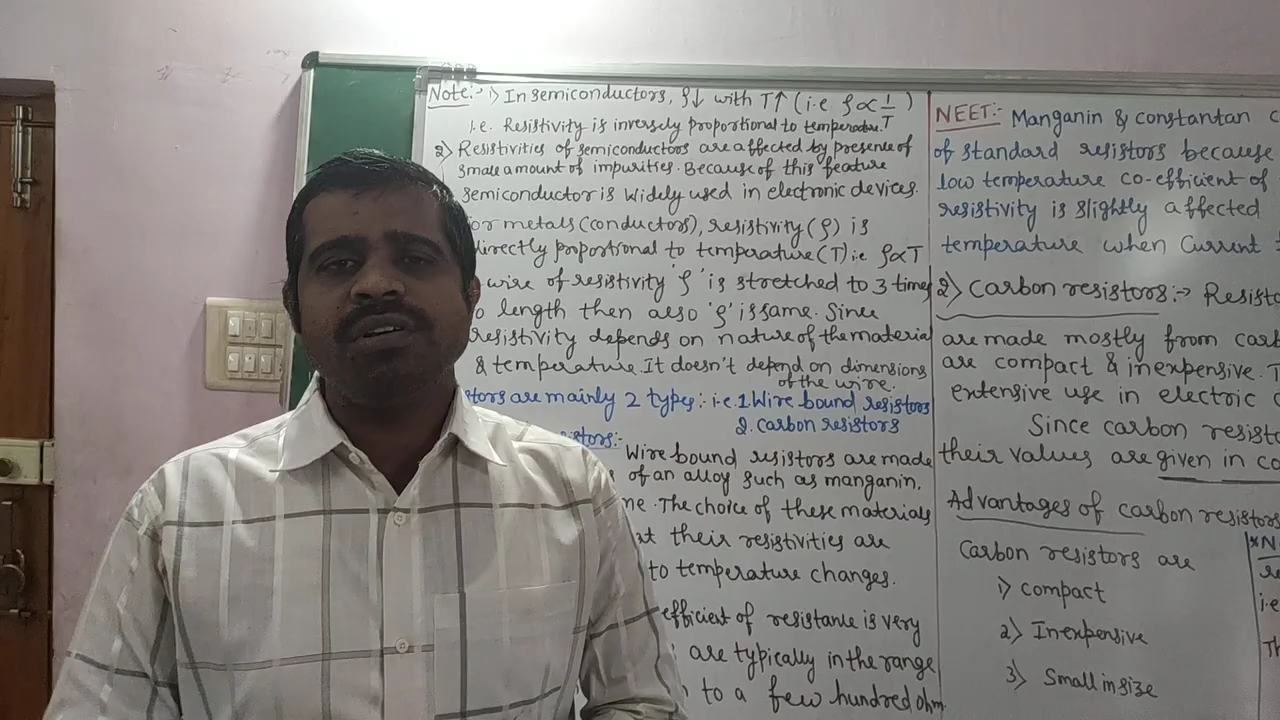 Note:- 1) In semiconductors, ρ↓ with T↑ (i.e ρ∝1/T)
i.e. Resistivity is inversely proportional to temperature.
2) Resistivities of semiconductors are affected by presence of
small amount of impurities. Because of this feature
semiconductor is widely used in electronic devices.
or metals (conductors), resistivity (ρ) is
directly proportional to temperature (T) i.e ρ∝T
wire of resistivity 'ρ' is stretched to 3 times
length then also 'ρ' is same. Since
resistivity depends on nature of the material
& temperature. It doesn't depend on dimensions
of the wire.
stors are mainly 2 types: i.e. 1. Wire bound resistors
2. carbon resistors
istors:-
Wire bound resistors are made
of an alloy such as manganin,
me. The choice of these materials
at their resistivities are
to temperature changes.
efficient of resistance is very
are typically in the range
to a few hundred ohm
NEET:- Manganin & constantan c
of standard resistors because
low temperature co-efficient of
resistivity is slightly affected
temperature when current
2) Carbon resistors:→ Resisto
are made mostly from carb
are compact & inexpensive. T
extensive use in electric c
Since carbon resisto
their values are given in co
Advantages of carbon resistors
Carbon resistors are
1) compact
2) Inexpensive
3) Small in size
*N
re
i.e
Th